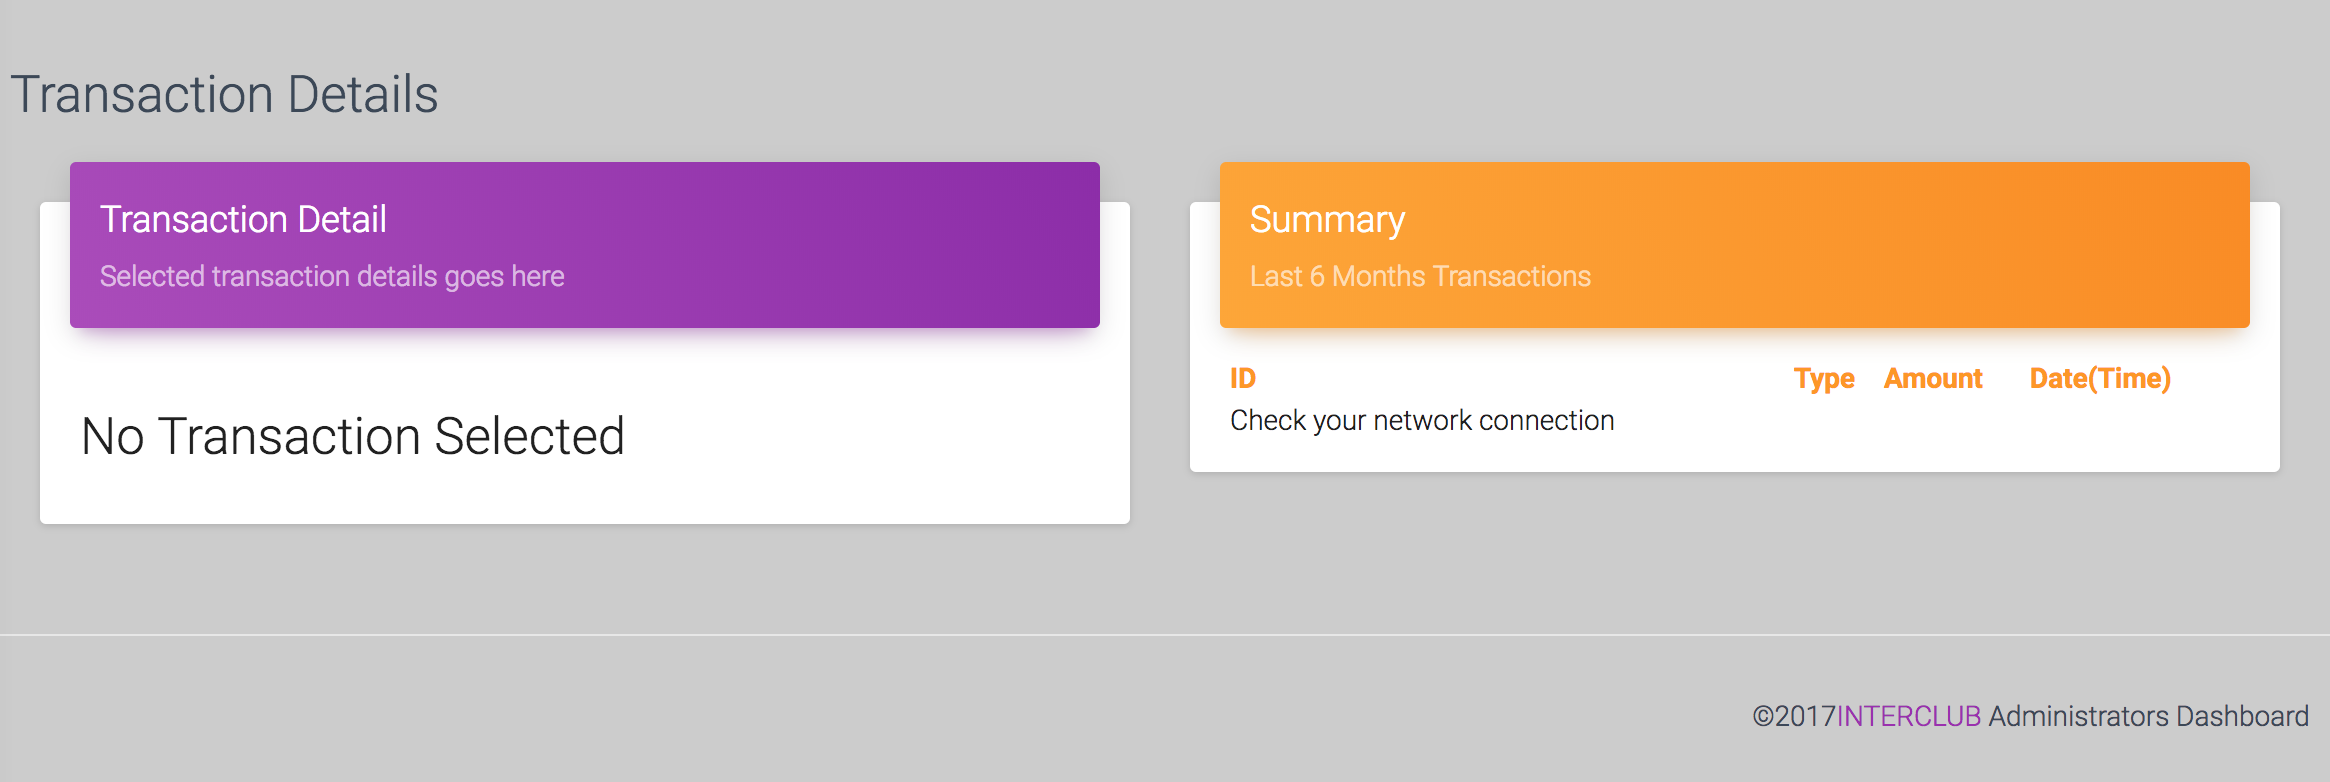 Transaction Details
Transaction Detail
Selected transaction details goes here
No Transaction Selected
Summary
Last 6 Months Transactions
ID Type Amount Date(Time)
Check your network connection
©2017INTERCLUB Administrators Dashboard